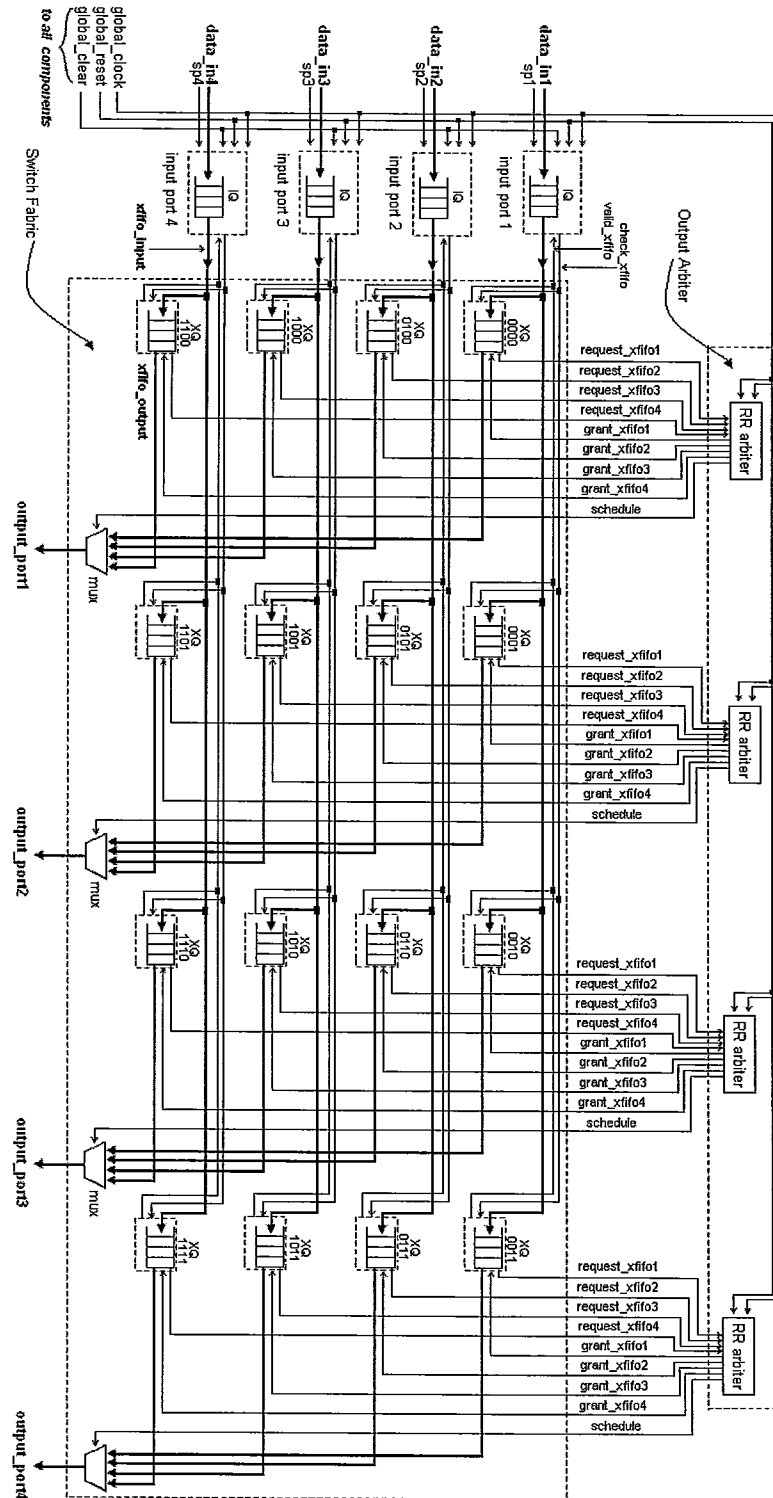 global_clock
global_reset
global_clear
to all components
Switch Fabric
Output Arbiter
data_in1
sp1
data_in2
sp2
data_in3
sp3
data_in4
sp4
IQ
input port 1
IQ
input port 2
IQ
input port 3
IQ
input port 4
check_xfifo
valid_xfifo
xfifo_input
xfifo_output
RR arbiter
request_xfifo1
request_xfifo2
request_xfifo3
request_xfifo4
grant_xfifo1
grant_xfifo2
grant_xfifo3
grant_xfifo4
schedule
XQ
0000
XQ
0100
XQ
1000
XQ
1100
mux
output_port1
RR arbiter
request_xfifo1
request_xfifo2
request_xfifo3
request_xfifo4
grant_xfifo1
grant_xfifo2
grant_xfifo3
grant_xfifo4
schedule
XQ
0001
XQ
0101
XQ
1001
XQ
1101
mux
output_port2
RR arbiter
request_xfifo1
request_xfifo2
request_xfifo3
request_xfifo4
grant_xfifo1
grant_xfifo2
grant_xfifo3
grant_xfifo4
schedule
XQ
0010
XQ
0110
XQ
1010
XQ
1110
mux
output_port3
RR arbiter
request_xfifo1
request_xfifo2
request_xfifo3
request_xfifo4
grant_xfifo1
grant_xfifo2
grant_xfifo3
grant_xfifo4
schedule
XQ
0011
XQ
0111
XQ
1011
XQ
1111
mux
output_port4